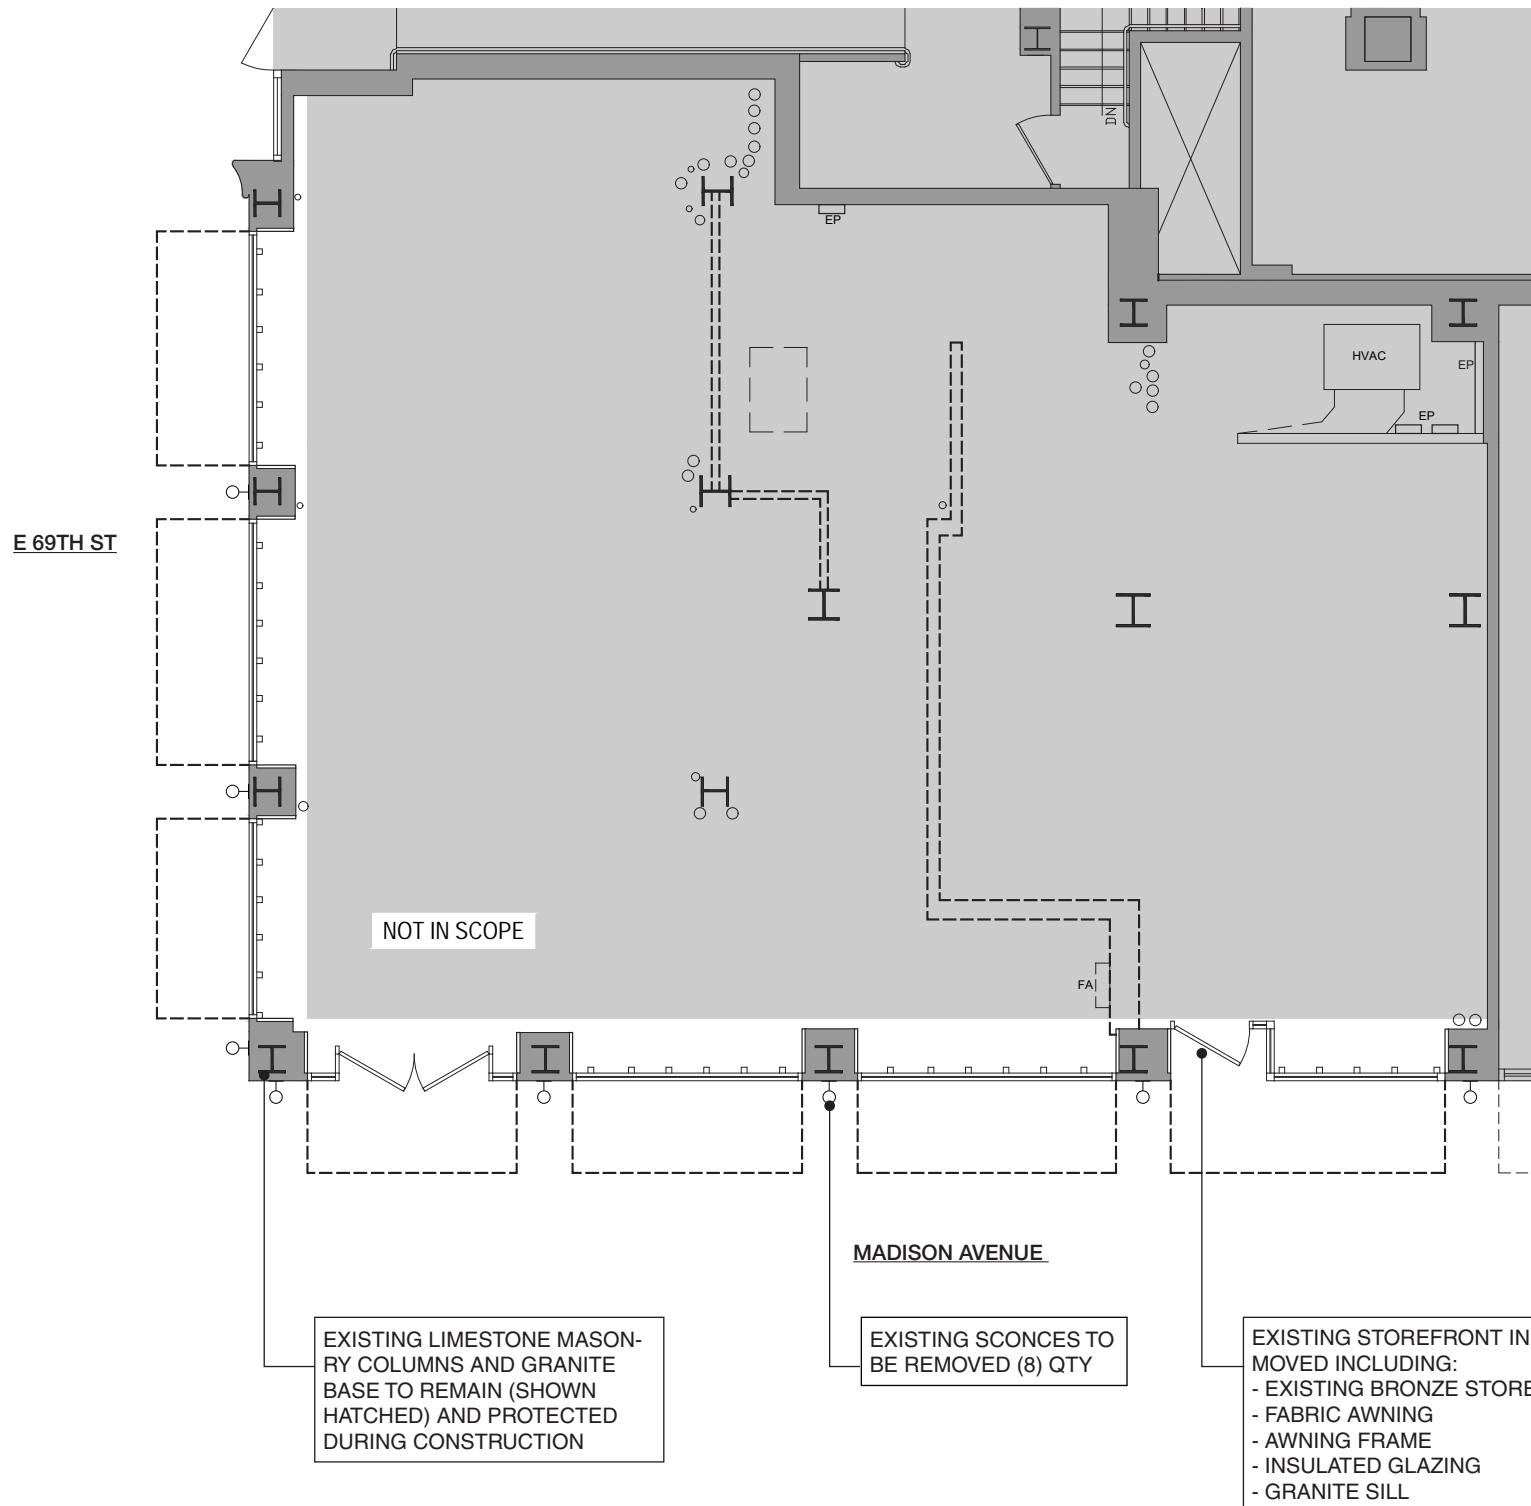 DN
EP
HVAC
EP
EP
E 69TH ST
NOT IN SCOPE
FA
MADISON AVENUE
EXISTING LIMESTONE MASON-
RY COLUMNS AND GRANITE
BASE TO REMAIN (SHOWN
HATCHED) AND PROTECTED
DURING CONSTRUCTION
EXISTING SCONCES TO
BE REMOVED (8) QTY
EXISTING STOREFRONT IN
MOVED INCLUDING:
- EXISTING BRONZE STORE
- FABRIC AWNING
- AWNING FRAME
- INSULATED GLAZING
- GRANITE SILL